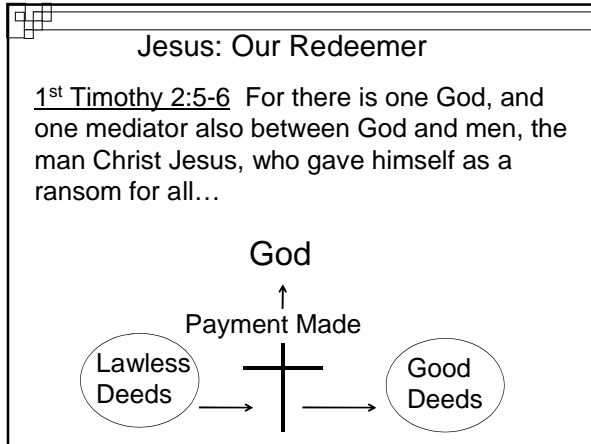 Jesus: Our Redeemer
1st Timothy 2:5-6  For there is one God, and
one mediator also between God and men, the
man Christ Jesus, who gave himself as a
ransom for all…
God
Payment Made
Lawless
Deeds
Good
Deeds